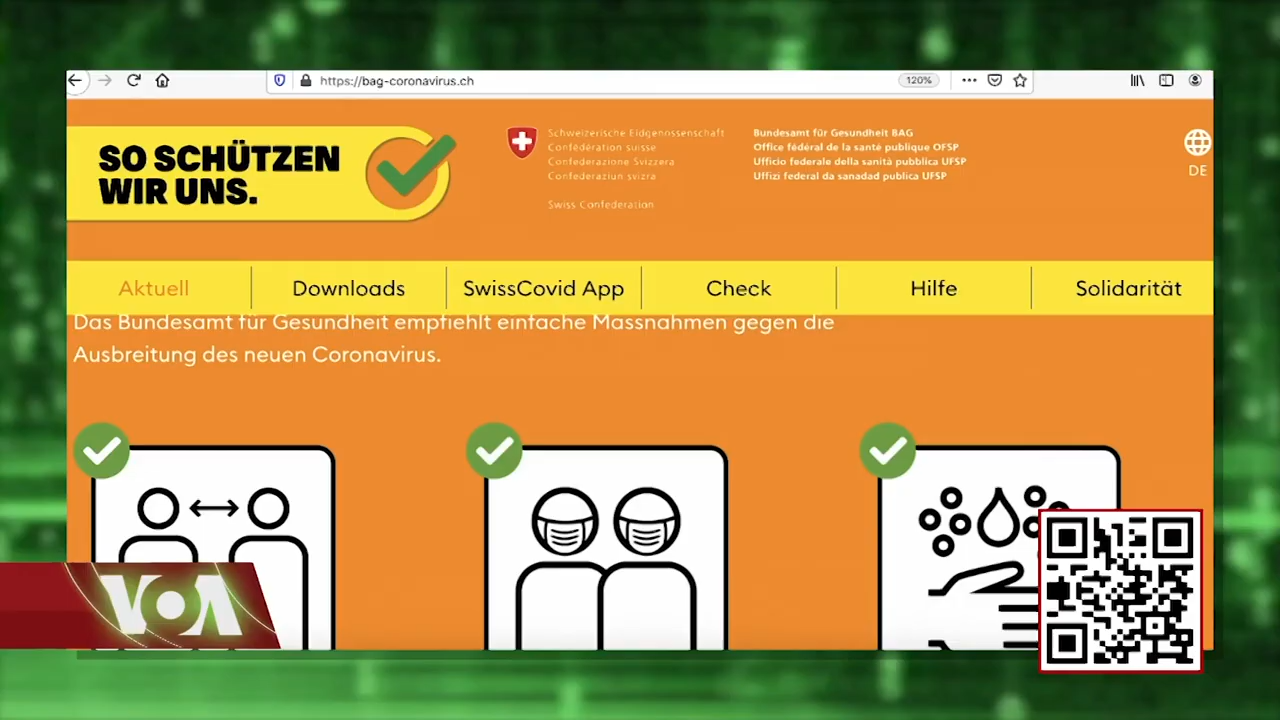 https://bag-coronavirus.ch
120%
SO SCHÜTZEN
WIR UNS.
Schweizerische Eidgenossenschaft
Confédération suisse
Confederazione Svizzera
Confederaziun svizra
Swiss Confederation
Bundesamt für Gesundheit BAG
Office fédéral de la santé publique OFSP
Ufficio federale della sanità pubblica UFSP
Uffizi federal da sanadad publica UFSP
DE
Aktuell
Downloads
SwissCovid App
Check
Hilfe
Solidarität
Das Bundesamt für Gesundheit empfiehlt einfache Massnahmen gegen die
Ausbreitung des neuen Coronavirus.
VOA